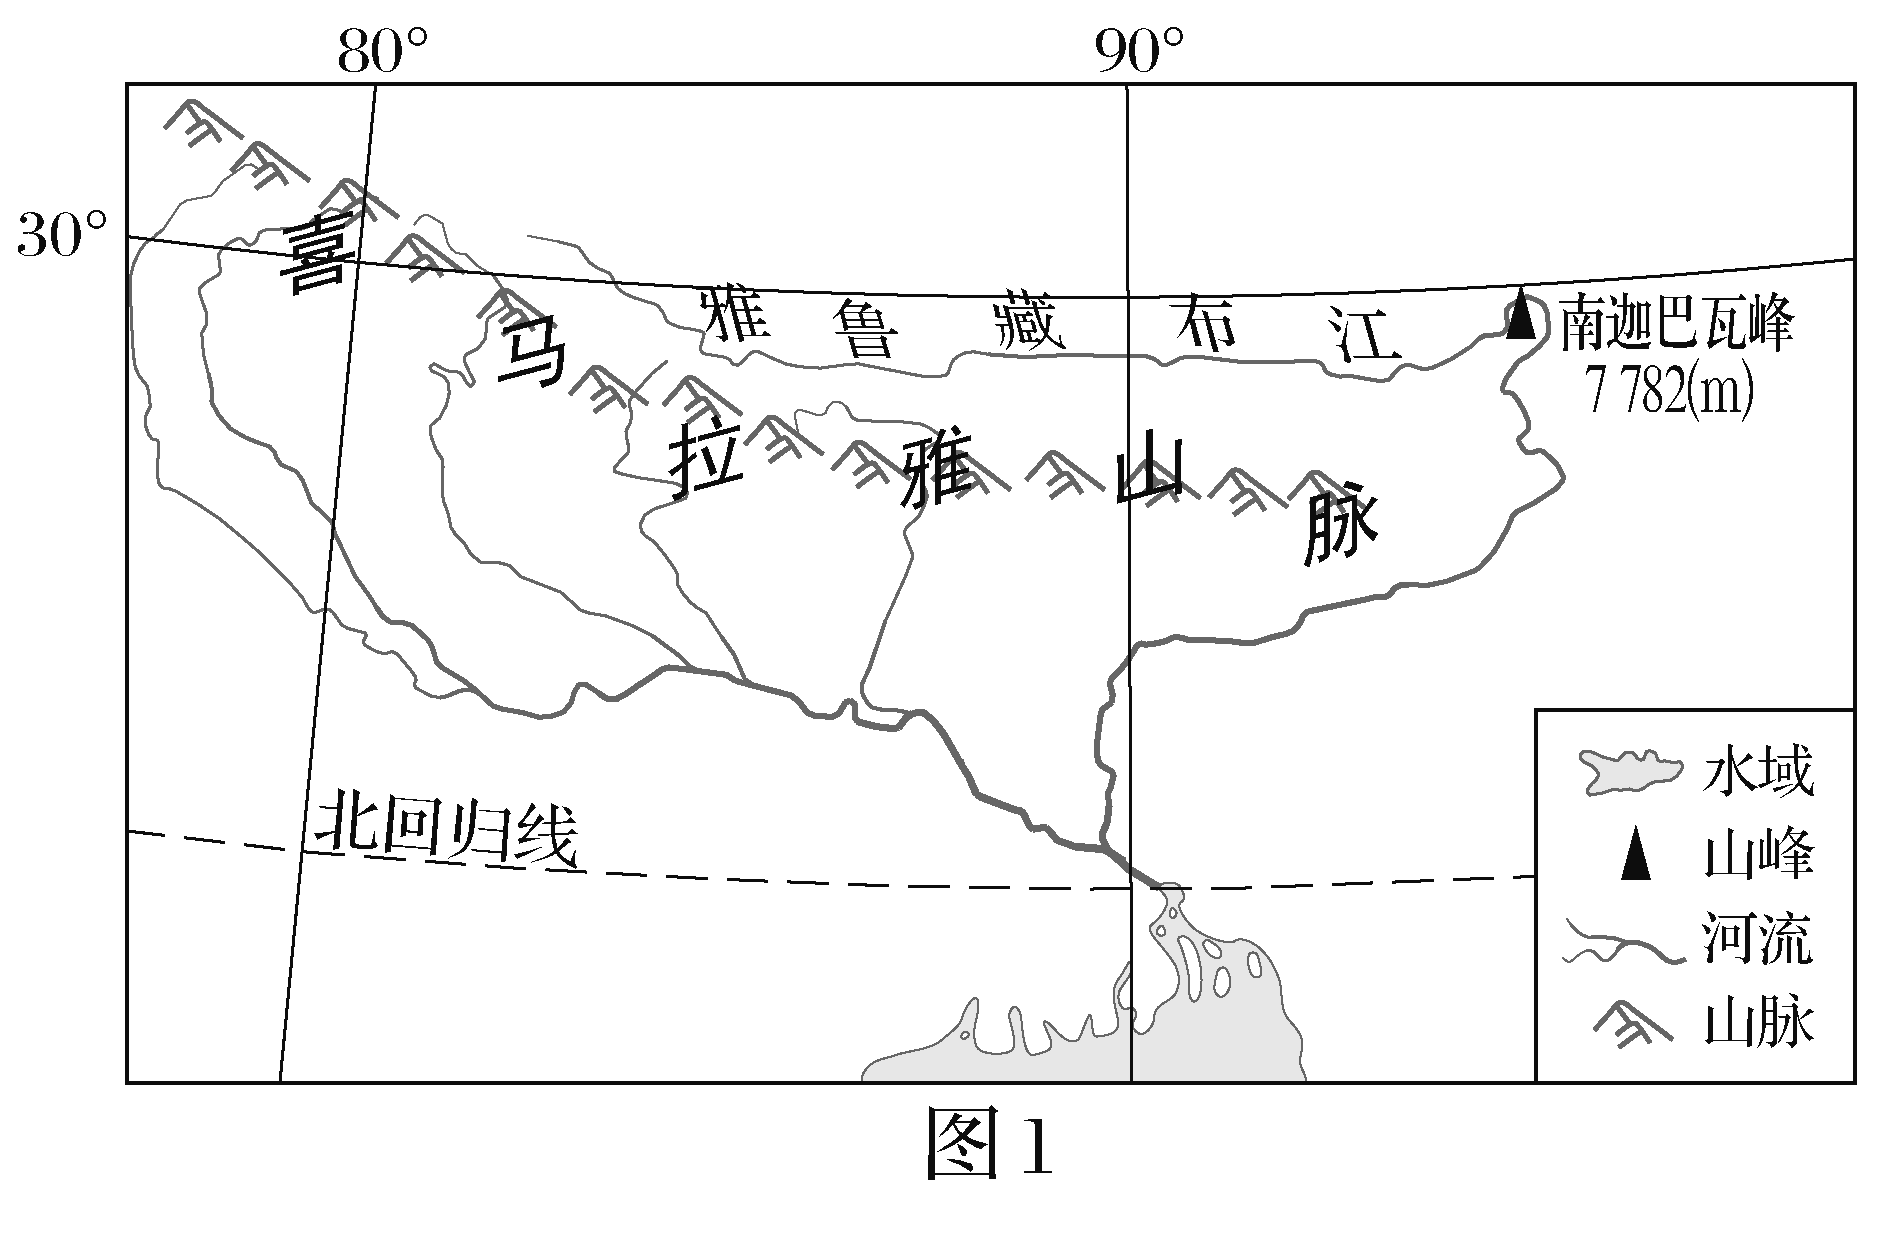 80° 90°
30°
喜马拉雅山脉
雅鲁藏布江
南迦巴瓦峰
7 782(m)
北回归线
水域
山峰
河流
山脉
图1